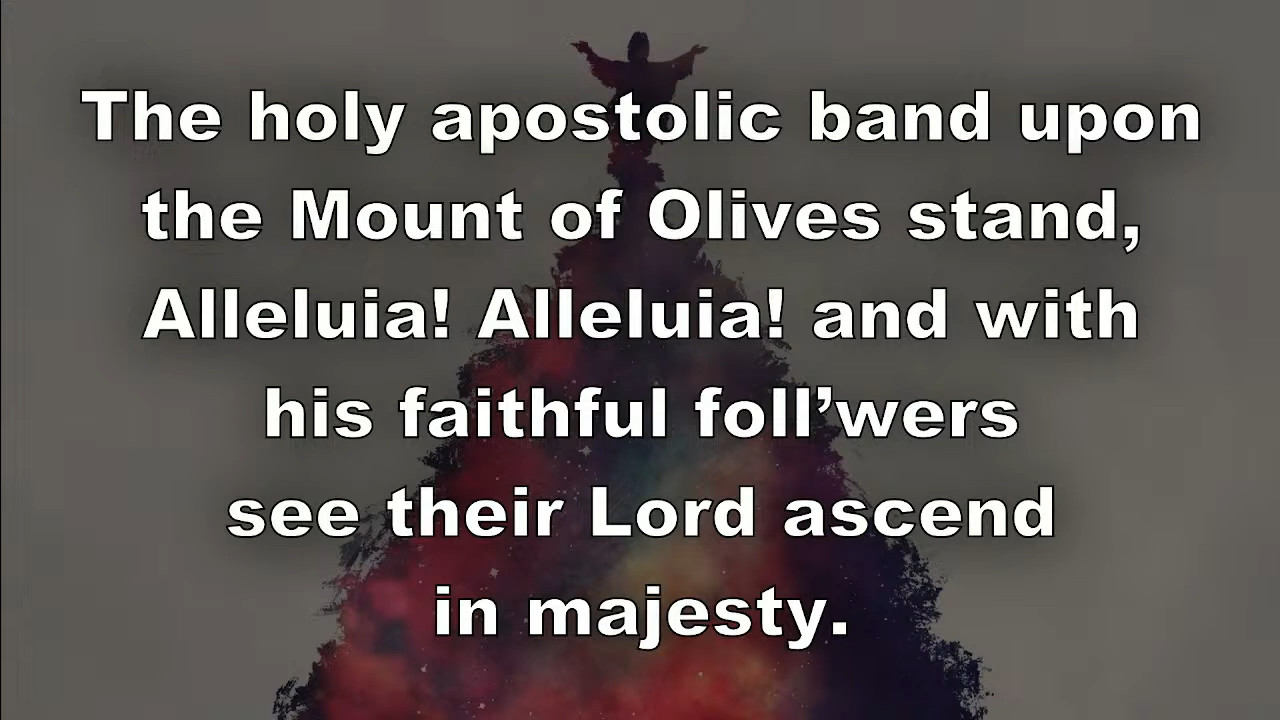 The holy apostolic band upon
the Mount of Olives stand,
Alleluia! Alleluia! and with
his faithful foll’wers
see their Lord ascend
in majesty.